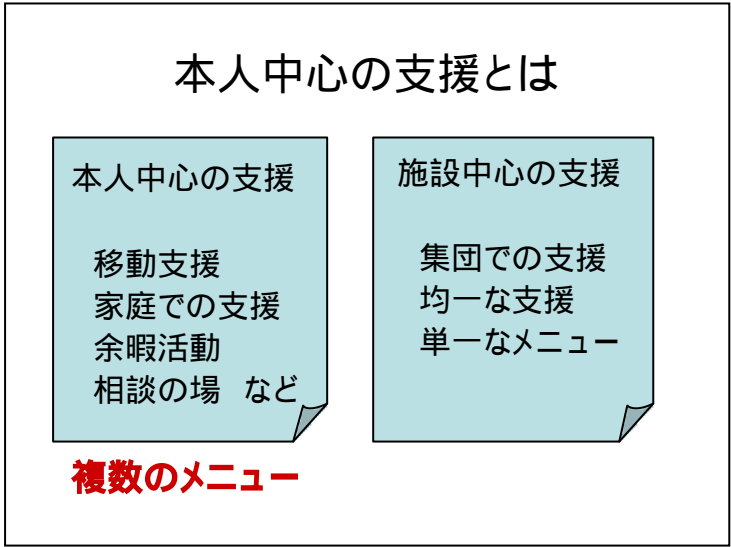 本人中心の支援とは
本人中心の支援
移動支援
家庭での支援
余暇活動
相談の場　など
複数のメニュー
施設中心の支援
集団での支援
均一な支援
単一なメニュー